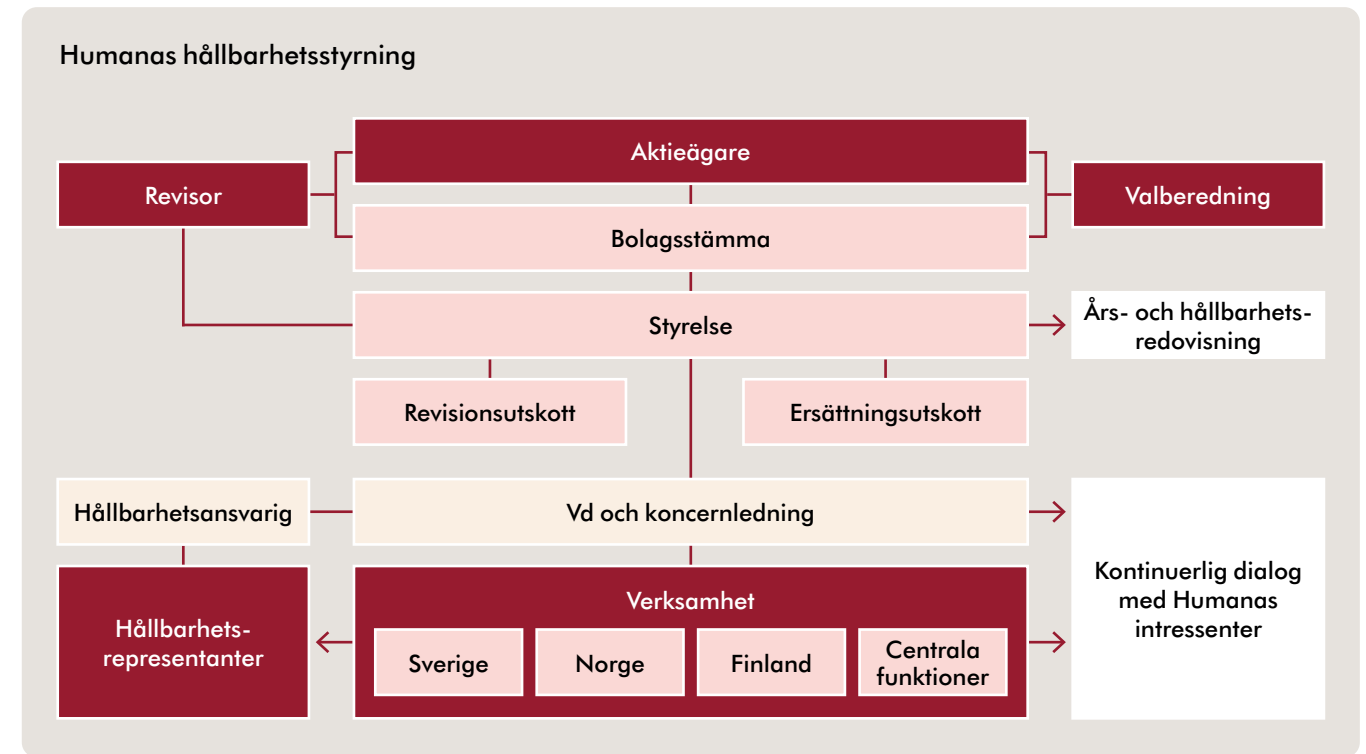 Humanas hållbarhetsstyrning
Aktieägare
Revisor
Valberedning
Bolagsstämma
Styrelse
Års- och hållbarhets-
redovisning
Revisionsutskott
Ersättningsutskott
Hållbarhetsansvarig
Vd och koncernledning
Kontinuerlig dialog
med Humanas
intressenter
Hållbarhets-
representanter
Verksamhet
Sverige
Norge
Finland
Centrala
funktioner